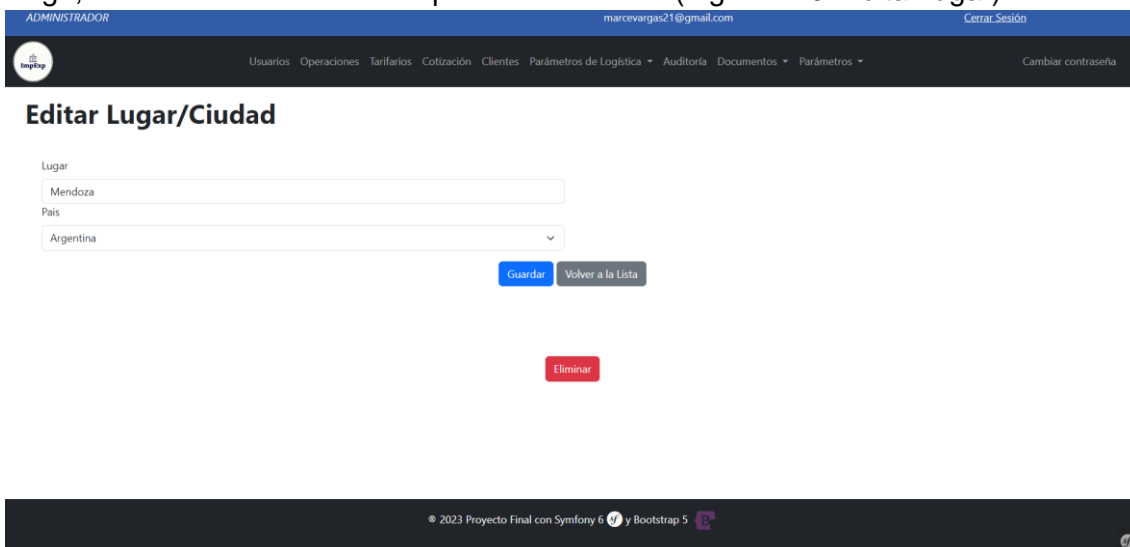 ADMINISTRADOR marcevargas21@gmail.com Cerrar Sesión
ImpExp Usuarios Operaciones Tarifarios Cotización Clientes Parámetros de Logística Auditoría Documentos Parámetros Cambiar contraseña
Editar Lugar/Ciudad
Lugar
Mendoza
Pais
Argentina
Guardar Volver a la Lista
Eliminar
© 2023 Proyecto Final con Symfony 6 sf y Bootstrap 5 B